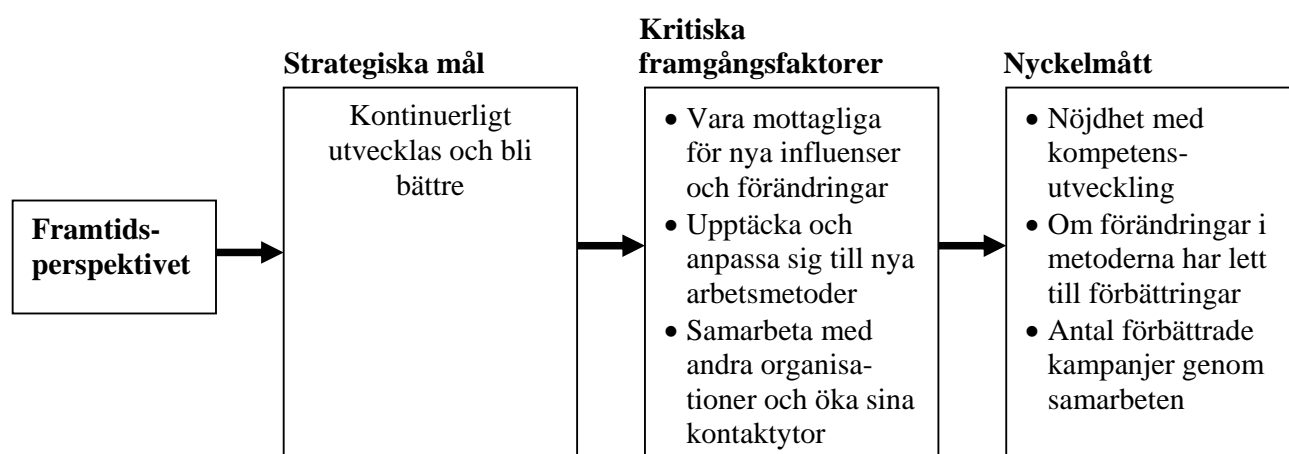 Framtids-
perspektivet
Strategiska mål
Kontinuerligt
utvecklas och bli
bättre
Kritiska
framgångsfaktorer
• Vara mottagliga
för nya influenser
och förändringar
• Upptäcka och
anpassa sig till nya
arbetsmetoder
• Samarbeta med
andra organisa-
tioner och öka sina
kontaktytor
Nyckelmått
• Nöjdhet med
kompetens-
utveckling
• Om förändringar i
metoderna har lett
till förbättringar
• Antal förbättrade
kampanjer genom
samarbeten